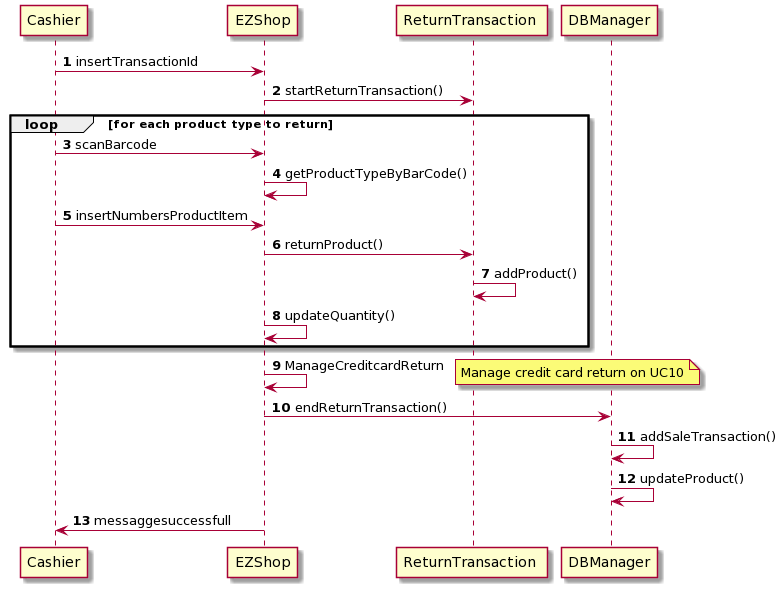 Cashier EZShop ReturnTransaction DBManager
1 insertTransactionId
2 startReturnTransaction()
loop [for each product type to return]
3 scanBarcode
4 getProductTypeByBarCode()
5 insertNumbersProductItem
6 returnProduct()
7 addProduct()
8 updateQuantity()
9 ManageCreditcardReturn Manage credit card return on UC10
10 endReturnTransaction()
11 addSaleTransaction()
12 updateProduct()
13 messaggesuccessfull
Cashier EZShop ReturnTransaction DBManager